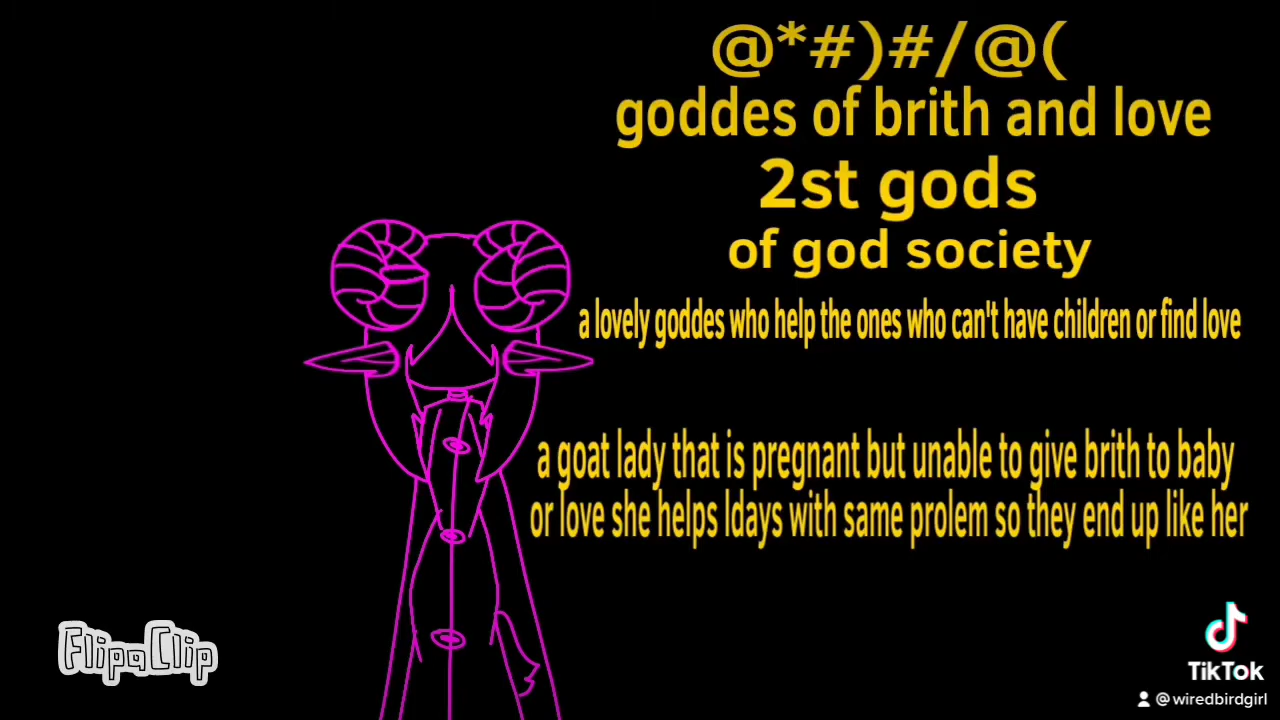 @*#)#/@(
goddes of brith and love
2st gods
of god society
a lovely goddes who help the ones who can't have children or find love
a goat lady that is pregnant but unable to give brith to baby
or love she helps ldays with same prolem so they end up like her
FlipaClip
TikTok
@wiredbirdgirl